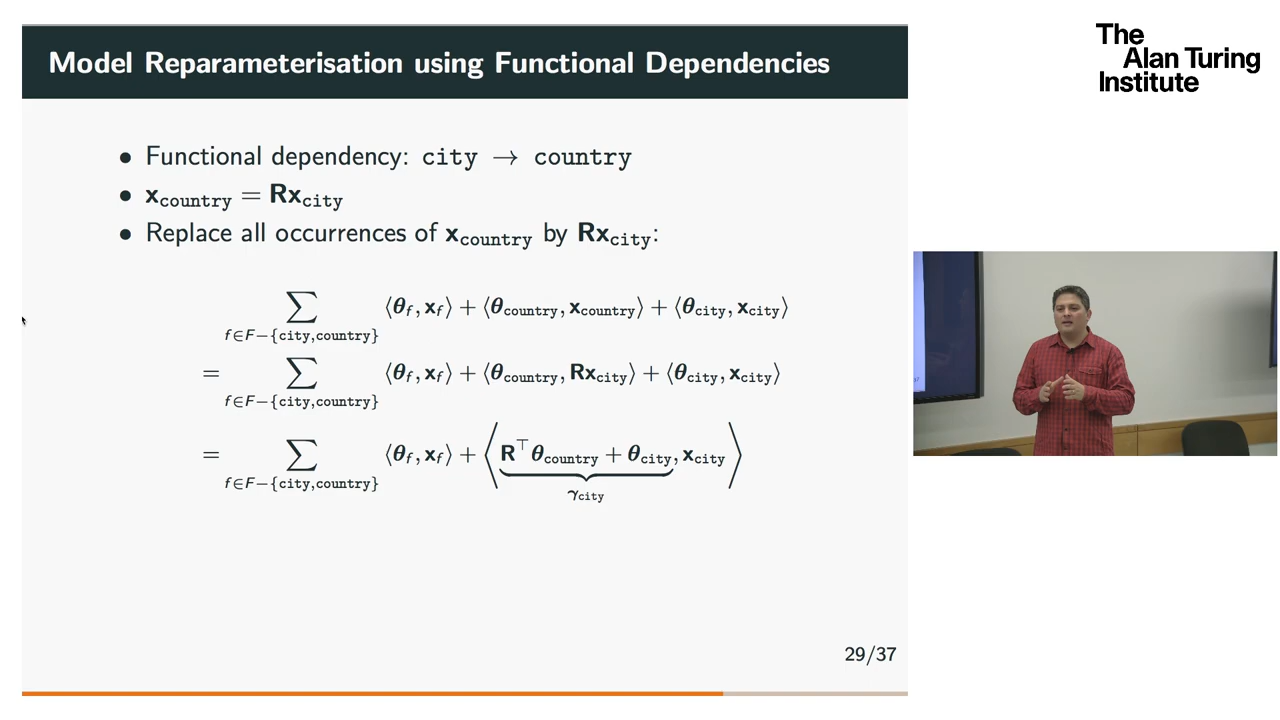 Model Reparameterisation using Functional Dependencies
The
Alan Turing
Institute
• Functional dependency: city → country
• x_country = Rx_city
• Replace all occurrences of x_country by Rx_city:
∑_{f∈F−{city,country}} ⟨θ_f, x_f⟩ + ⟨θ_country, x_country⟩ + ⟨θ_city, x_city⟩
= ∑_{f∈F−{city,country}} ⟨θ_f, x_f⟩ + ⟨θ_country, Rx_city⟩ + ⟨θ_city, x_city⟩
= ∑_{f∈F−{city,country}} ⟨θ_f, x_f⟩ + ⟨R^⊤θ_country + θ_city, x_city⟩
γ_city
29/37